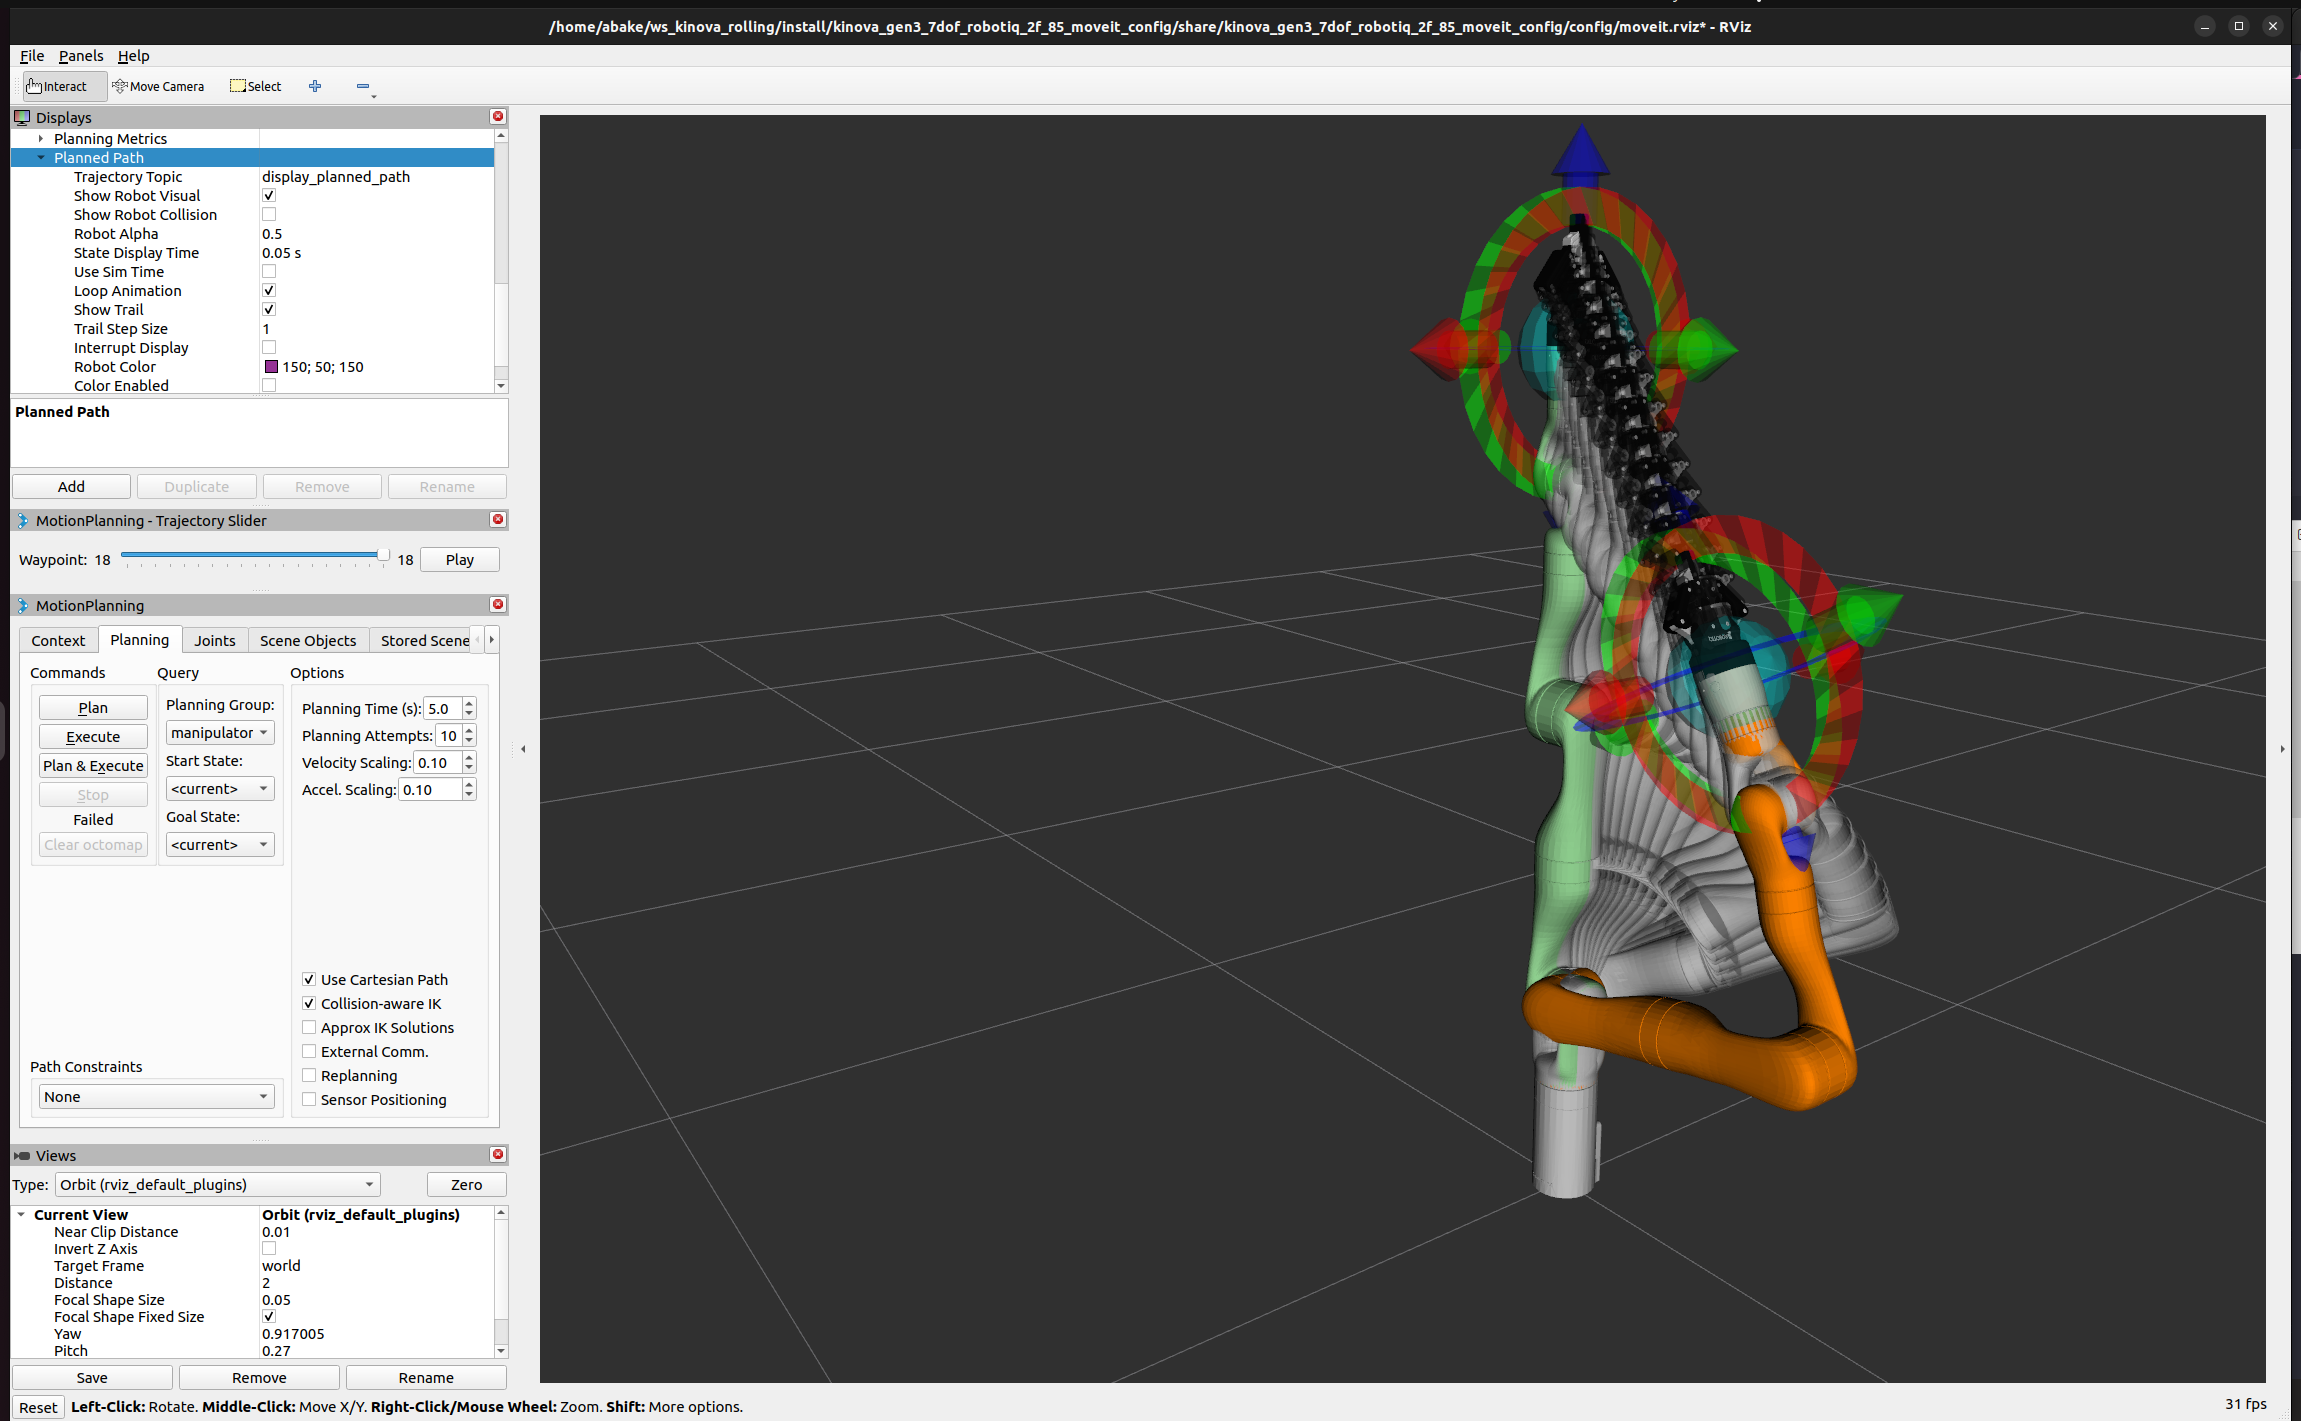 /home/abake/ws_kinova_rolling/install/kinova_gen3_7dof_robotiq_2f_85_moveit_config/share/kinova_gen3_7dof_robotiq_2f_85_moveit_config/config/moveit.rviz* - RViz
File Panels Help
Interact Move Camera Select
Displays
Planning Metrics
Planned Path
Trajectory Topic display_planned_path
Show Robot Visual
Show Robot Collision
Robot Alpha 0.5
State Display Time 0.05 s
Use Sim Time
Loop Animation
Show Trail
Trail Step Size 1
Interrupt Display
Robot Color 150; 50; 150
Color Enabled
Planned Path
Add Duplicate Remove Rename
MotionPlanning - Trajectory Slider
Waypoint: 18 18 Play
MotionPlanning
Context Planning Joints Scene Objects Stored Scene
Commands Query Options
Plan
Execute
Plan & Execute
Stop
Failed
Clear octomap
Planning Group:
manipulator
Start State:
<current>
Goal State:
<current>
Planning Time (s): 5.0
Planning Attempts: 10
Velocity Scaling: 0.10
Accel. Scaling: 0.10
Use Cartesian Path
Collision-aware IK
Approx IK Solutions
External Comm.
Replanning
Sensor Positioning
Path Constraints
None
Views
Type: Orbit (rviz_default_plugins) Zero
Current View Orbit (rviz_default_plugins)
Near Clip Distance 0.01
Invert Z Axis
Target Frame world
Distance 2
Focal Shape Size 0.05
Focal Shape Fixed Size
Yaw 0.917005
Pitch 0.27
Save Remove Rename
Reset Left-Click: Rotate. Middle-Click: Move X/Y. Right-Click/Mouse Wheel: Zoom. Shift: More options.
31 fps